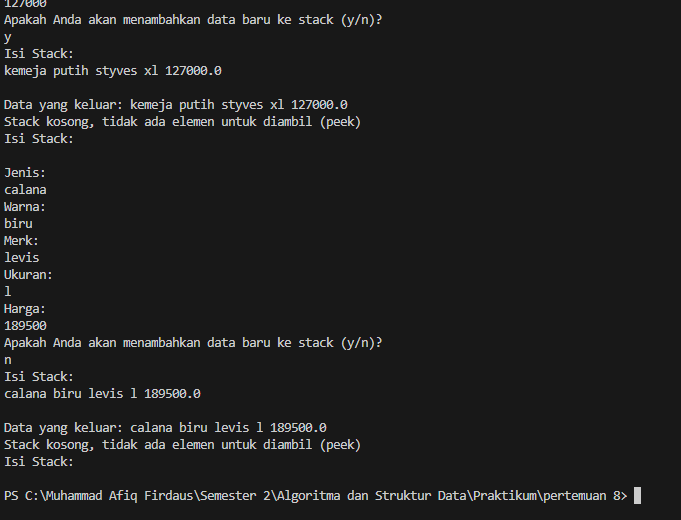 127000
Apakah Anda akan menambahkan data baru ke stack (y/n)?
y
Isi Stack:
kemeja putih styves xl 127000.0
Data yang keluar: kemeja putih styves xl 127000.0
Stack kosong, tidak ada elemen untuk diambil (peek)
Isi Stack:
Jenis:
calana
Warna:
biru
Merk:
levis
Ukuran:
l
Harga:
189500
Apakah Anda akan menambahkan data baru ke stack (y/n)?
n
Isi Stack:
calana biru levis l 189500.0
Data yang keluar: calana biru levis l 189500.0
Stack kosong, tidak ada elemen untuk diambil (peek)
Isi Stack:
PS C:\Muhammad Afiq Firdaus\Semester 2\Algoritma dan Struktur Data\Praktikum\pertemuan 8>